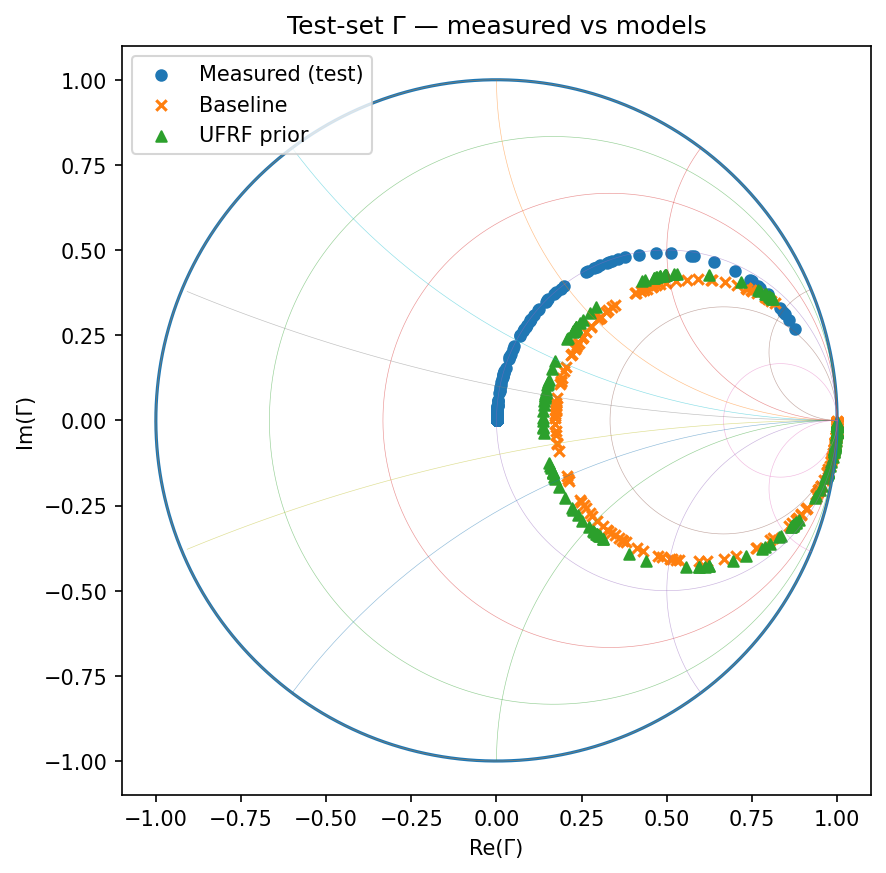 Test-set Γ — measured vs models
Measured (test)
Baseline
UFRF prior
1.00
0.75
0.50
0.25
0.00
−0.25
−0.50
−0.75
−1.00
Im(Γ)
−1.00 −0.75 −0.50 −0.25 0.00 0.25 0.50 0.75 1.00
Re(Γ)